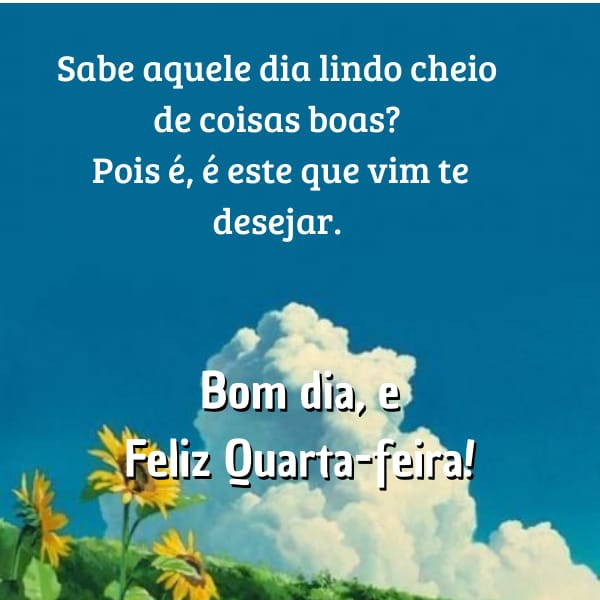 Sabe aquele dia lindo cheio
de coisas boas?
Pois é, é este que vim te
desejar.
Bom dia, e
Feliz Quarta-feira!